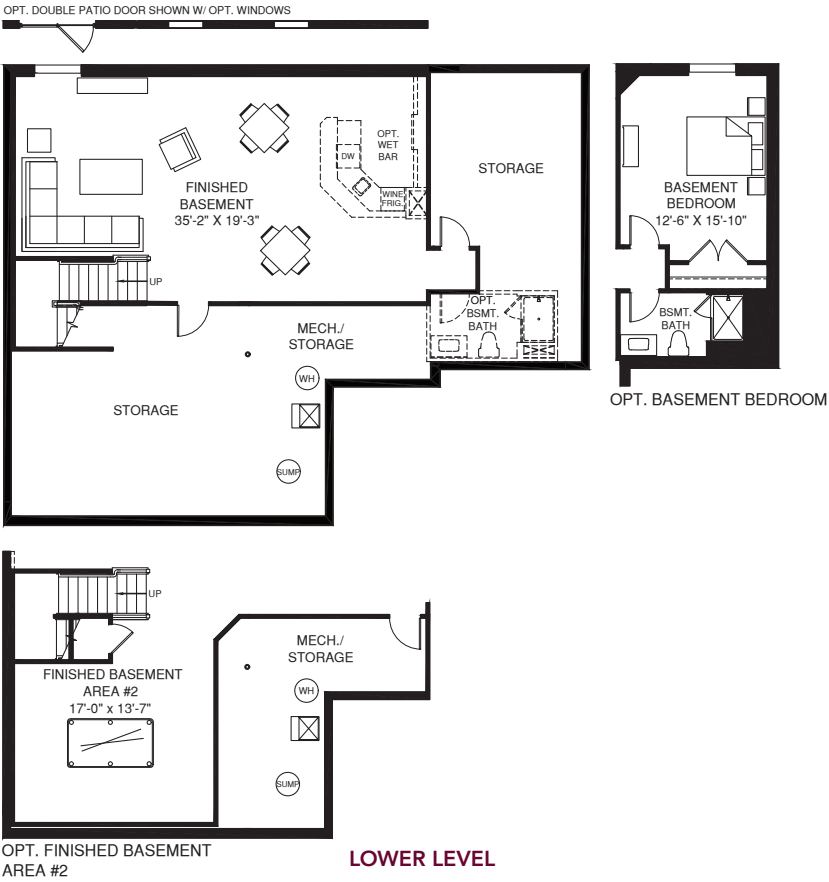 OPT. DOUBLE PATIO DOOR SHOWN W/ OPT. WINDOWS
OPT.
WET
BAR
DW
WINE
FRIG.
FINISHED
BASEMENT
35'-2" X 19'-3"
STORAGE
UP
OPT.
BSMT.
BATH
MECH./
STORAGE
WH
STORAGE
SUMP
BASEMENT
BEDROOM
12'-6" X 15'-10"
BSMT.
BATH
OPT. BASEMENT BEDROOM
UP
MECH./
STORAGE
FINISHED BASEMENT
AREA #2
17'-0" x 13'-7"
WH
SUMP
OPT. FINISHED BASEMENT
AREA #2
LOWER LEVEL